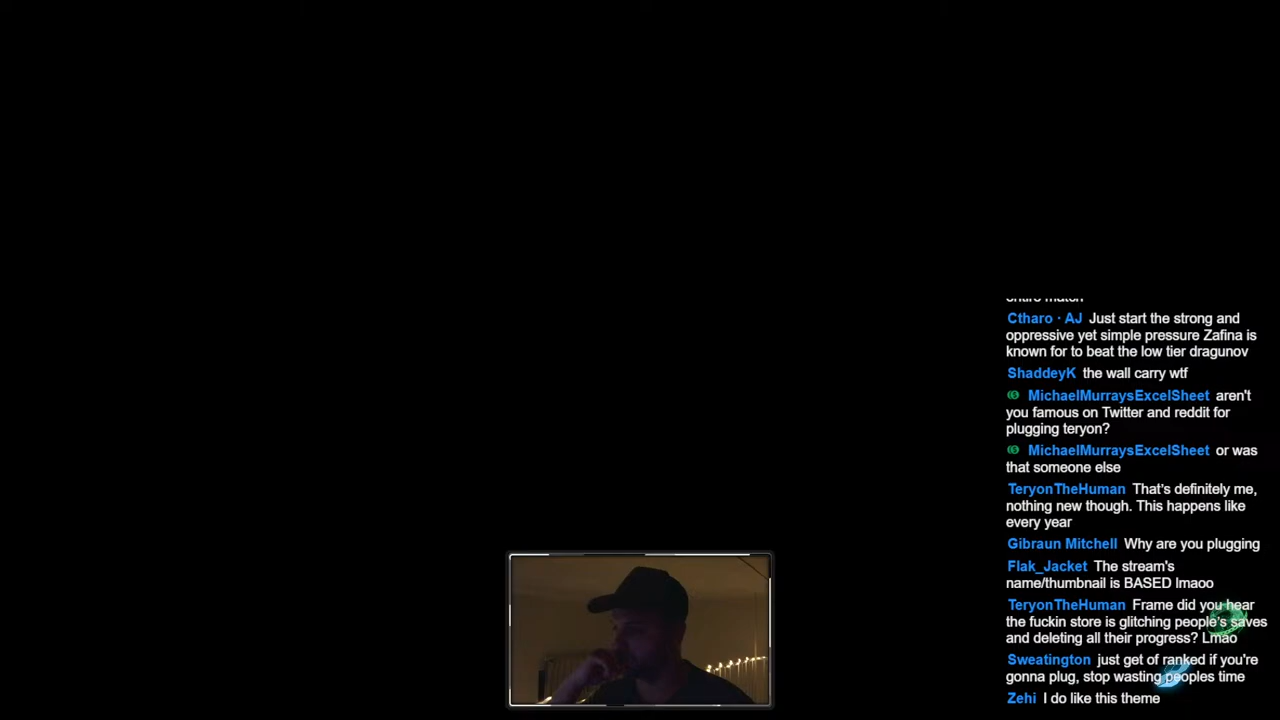 entire match
Ctharo · AJ Just start the strong and
oppressive yet simple pressure Zafina is
known for to beat the low tier dragunov
ShaddeyK the wall carry wtf
MichaelMurraysExcelSheet aren't
you famous on Twitter and reddit for
plugging teryon?
MichaelMurraysExcelSheet or was
that someone else
TeryonTheHuman That's definitely me,
nothing new though. This happens like
every year
Gibraun Mitchell Why are you plugging
Flak_Jacket The stream's
name/thumbnail is BASED lmaoo
TeryonTheHuman Frame did you hear
the fuckin store is glitching people's saves
and deleting all their progress? Lmao
Sweatington just get of ranked if you're
gonna plug, stop wasting peoples time
Zehi I do like this theme